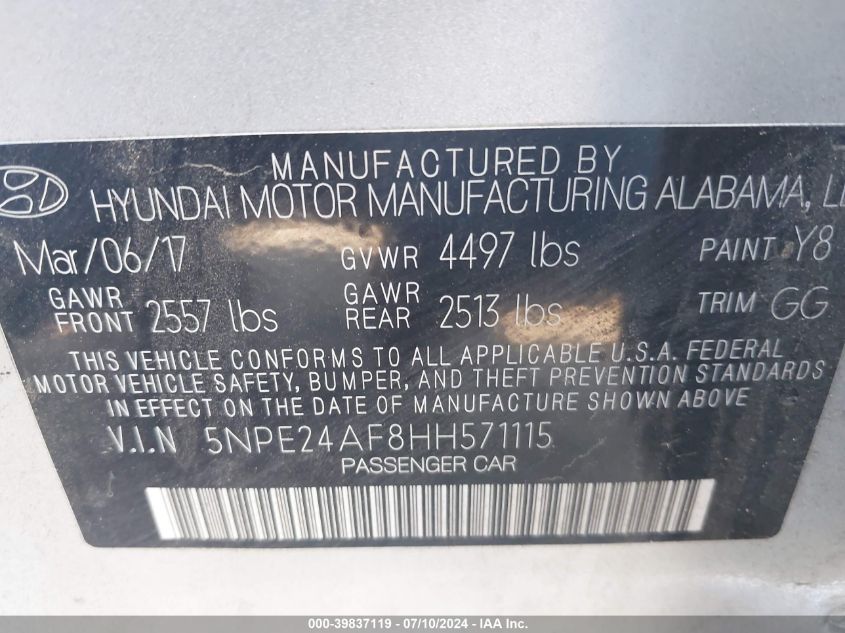 MANUFACTURED BY
HYUNDAI MOTOR MANUFACTURING ALABAMA,
Mar/06/17 GVWR 4497 lbs PAINT Y8
GAWR FRONT 2557 lbs GAWR REAR 2513 lbs TRIM GG
THIS VEHICLE CONFORMS TO ALL APPLICABLE U.S.A. FEDERAL
MOTOR VEHICLE SAFETY, BUMPER, AND THEFT PREVENTION STANDARDS
IN EFFECT ON THE DATE OF MANUFACTURE SHOWN ABOVE
V.I.N 5NPE24AF8HH571115
PASSENGER CAR
000-39837119 - 07/10/2024 - IAA Inc.